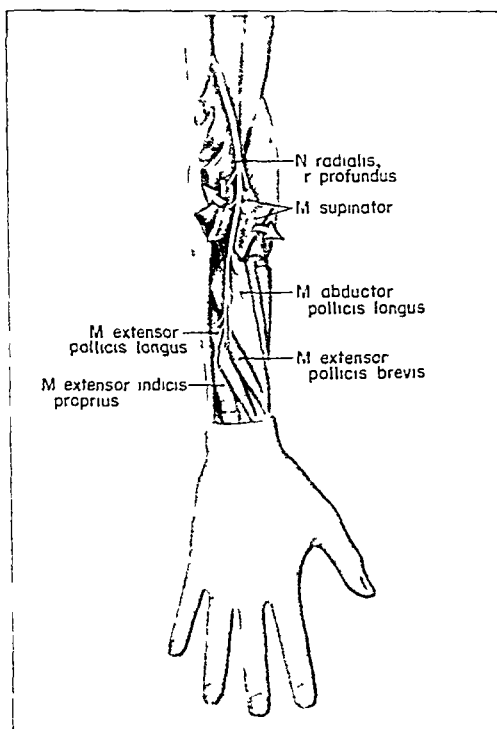 N radialis,
r profundus
M supinator
M abductor
pollicis longus
M extensor
pollicis longus
M extensor
pollicis brevis
M extensor indicis
proprius